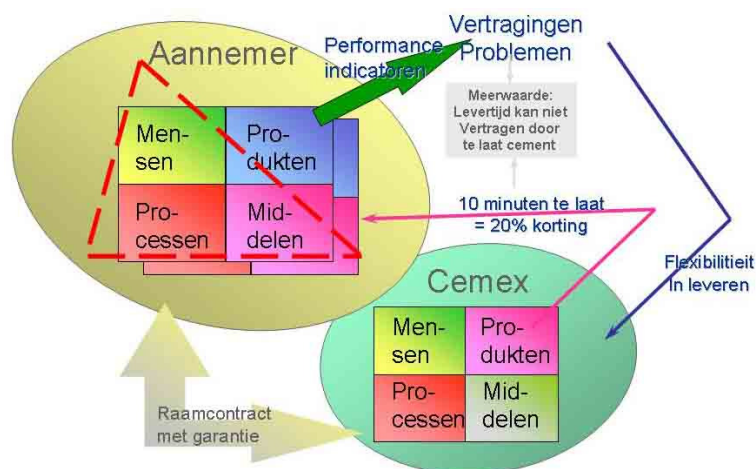 Aannemer
Performance
indicatoren
Vertragingen
Problemen
Meerwaarde:
Levertijd kan niet
Vertragen door
te laat cement
Men-
sen
Pro-
dukten
Pro-
cessen
Mid-
delen
10 minuten te laat
= 20% korting
Flexibilitieit
In leveren
Cemex
Men-
sen
Pro-
dukten
Pro-
cessen
Mid-
delen
Raamcontract
met garantie